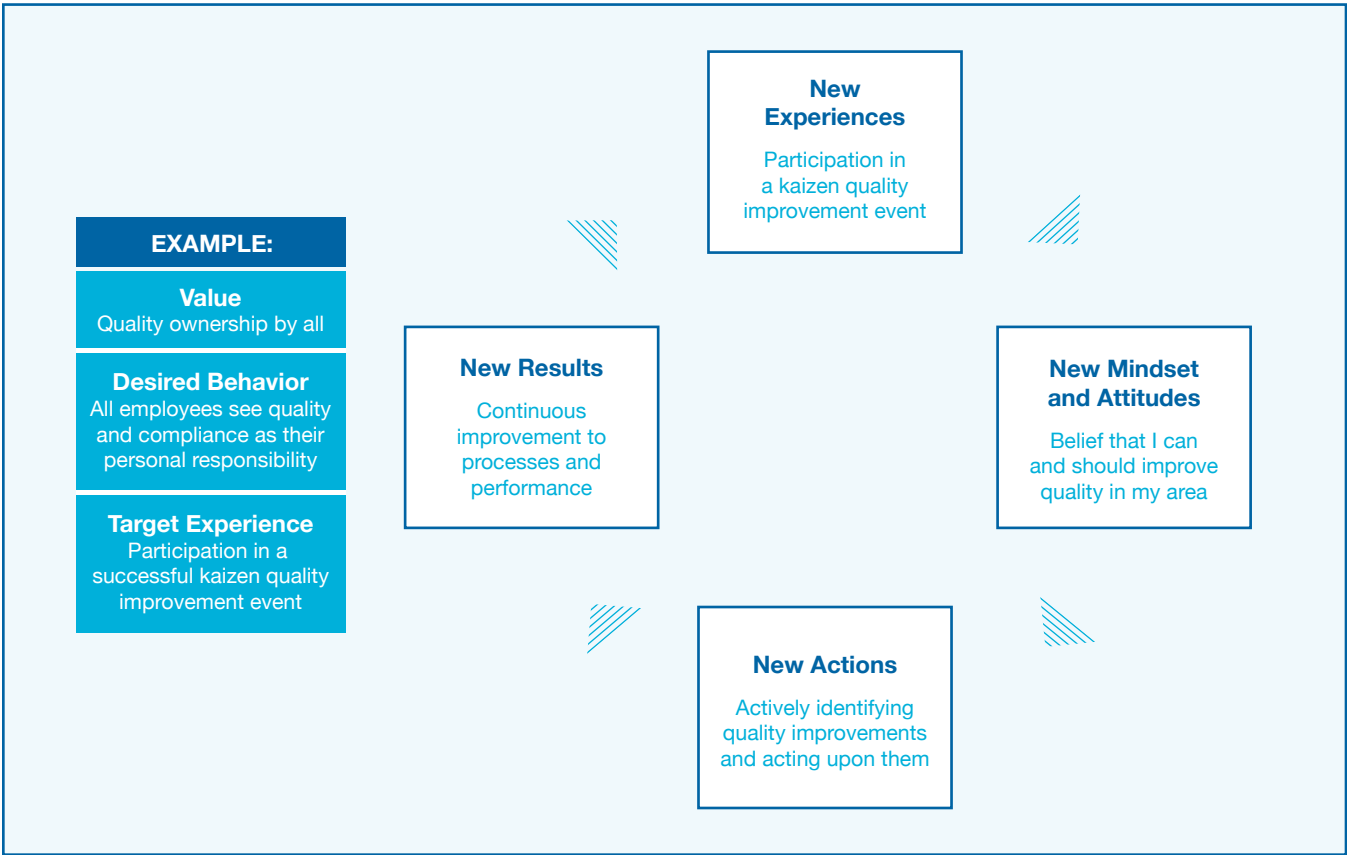 EXAMPLE:
Value
Quality ownership by all
Desired Behavior
All employees see quality
and compliance as their
personal responsibility
Target Experience
Participation in a
successful kaizen quality
improvement event
New
Experiences
Participation in
a kaizen quality
improvement event
New Mindset
and Attitudes
Belief that I can
and should improve
quality in my area
New Actions
Actively identifying
quality improvements
and acting upon them
New Results
Continuous
improvement to
processes and
performance